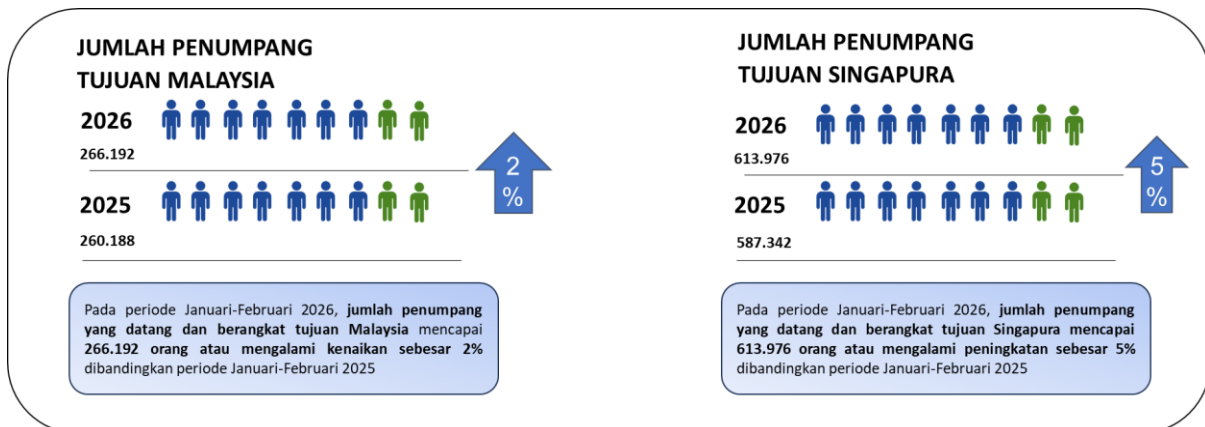 JUMLAH PENUMPANG
TUJUAN MALAYSIA
2026
266.192
2025
260.188
2
%
Pada periode Januari-Februari 2026, jumlah penumpang
yang datang dan berangkat tujuan Malaysia mencapai
266.192 orang atau mengalami kenaikan sebesar 2%
dibandingkan periode Januari-Februari 2025
JUMLAH PENUMPANG
TUJUAN SINGAPURA
2026
613.976
2025
587.342
5
%
Pada periode Januari-Februari 2026, jumlah penumpang
yang datang dan berangkat tujuan Singapura mencapai
613.976 orang atau mengalami peningkatan sebesar 5%
dibandingkan periode Januari-Februari 2025